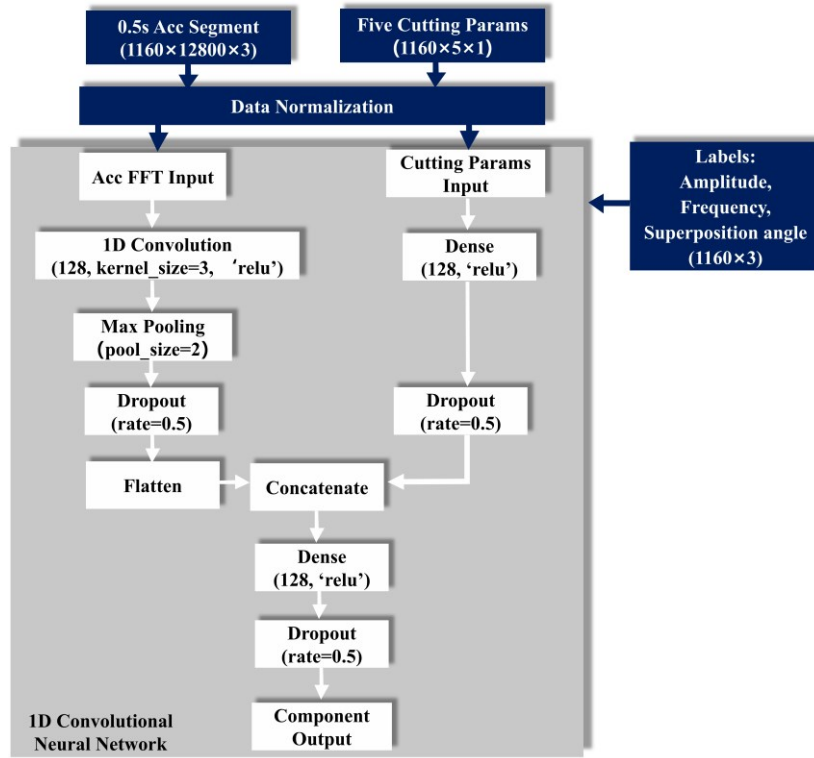 0.5s Acc Segment
(1160×12800×3)
Five Cutting Params
(1160×5×1)
Data Normalization
Acc FFT Input
Cutting Params
Input
Labels:
Amplitude,
Frequency,
Superposition angle
(1160×3)
1D Convolution
(128, kernel_size=3, ‘relu’)
Dense
(128, ‘relu’)
Max Pooling
(pool_size=2)
Dropout
(rate=0.5)
Dropout
(rate=0.5)
Flatten
Concatenate
Dense
(128, ‘relu’)
Dropout
(rate=0.5)
Component
Output
1D Convolutional
Neural Network